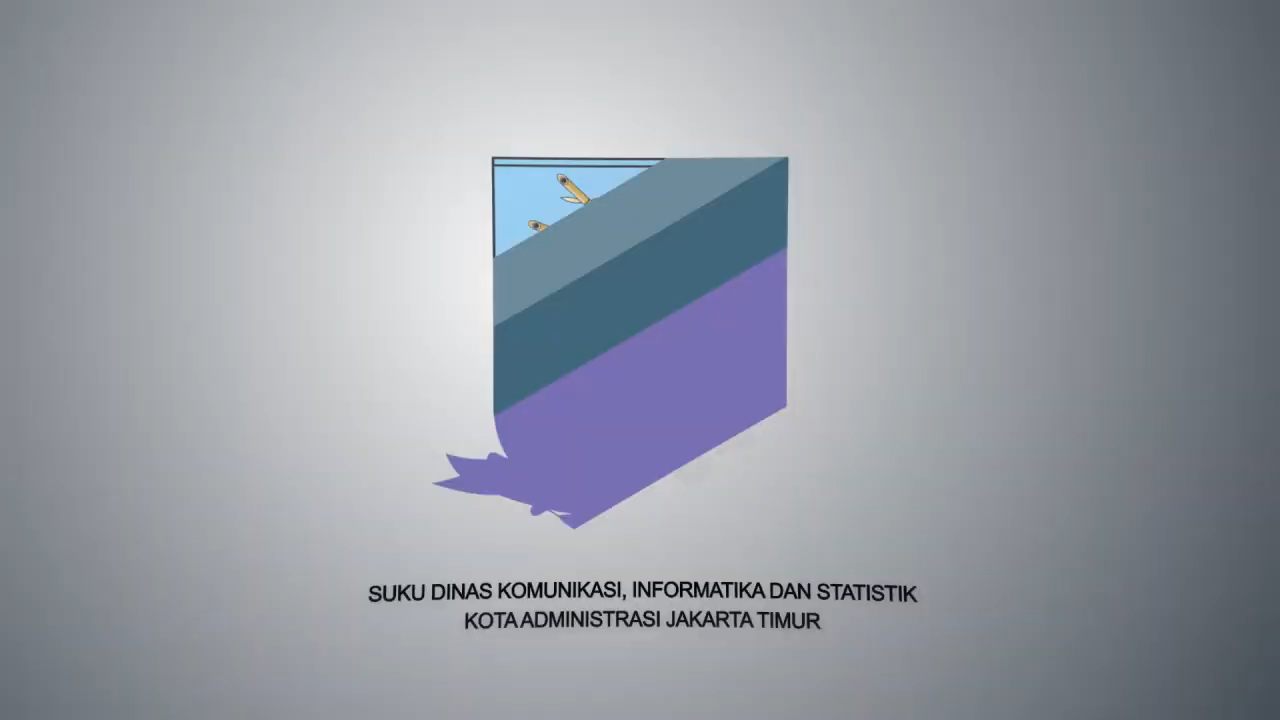 SUKU DINAS KOMUNIKASI, INFORMATIKA DAN STATISTIK
KOTA ADMINISTRASI JAKARTA TIMUR